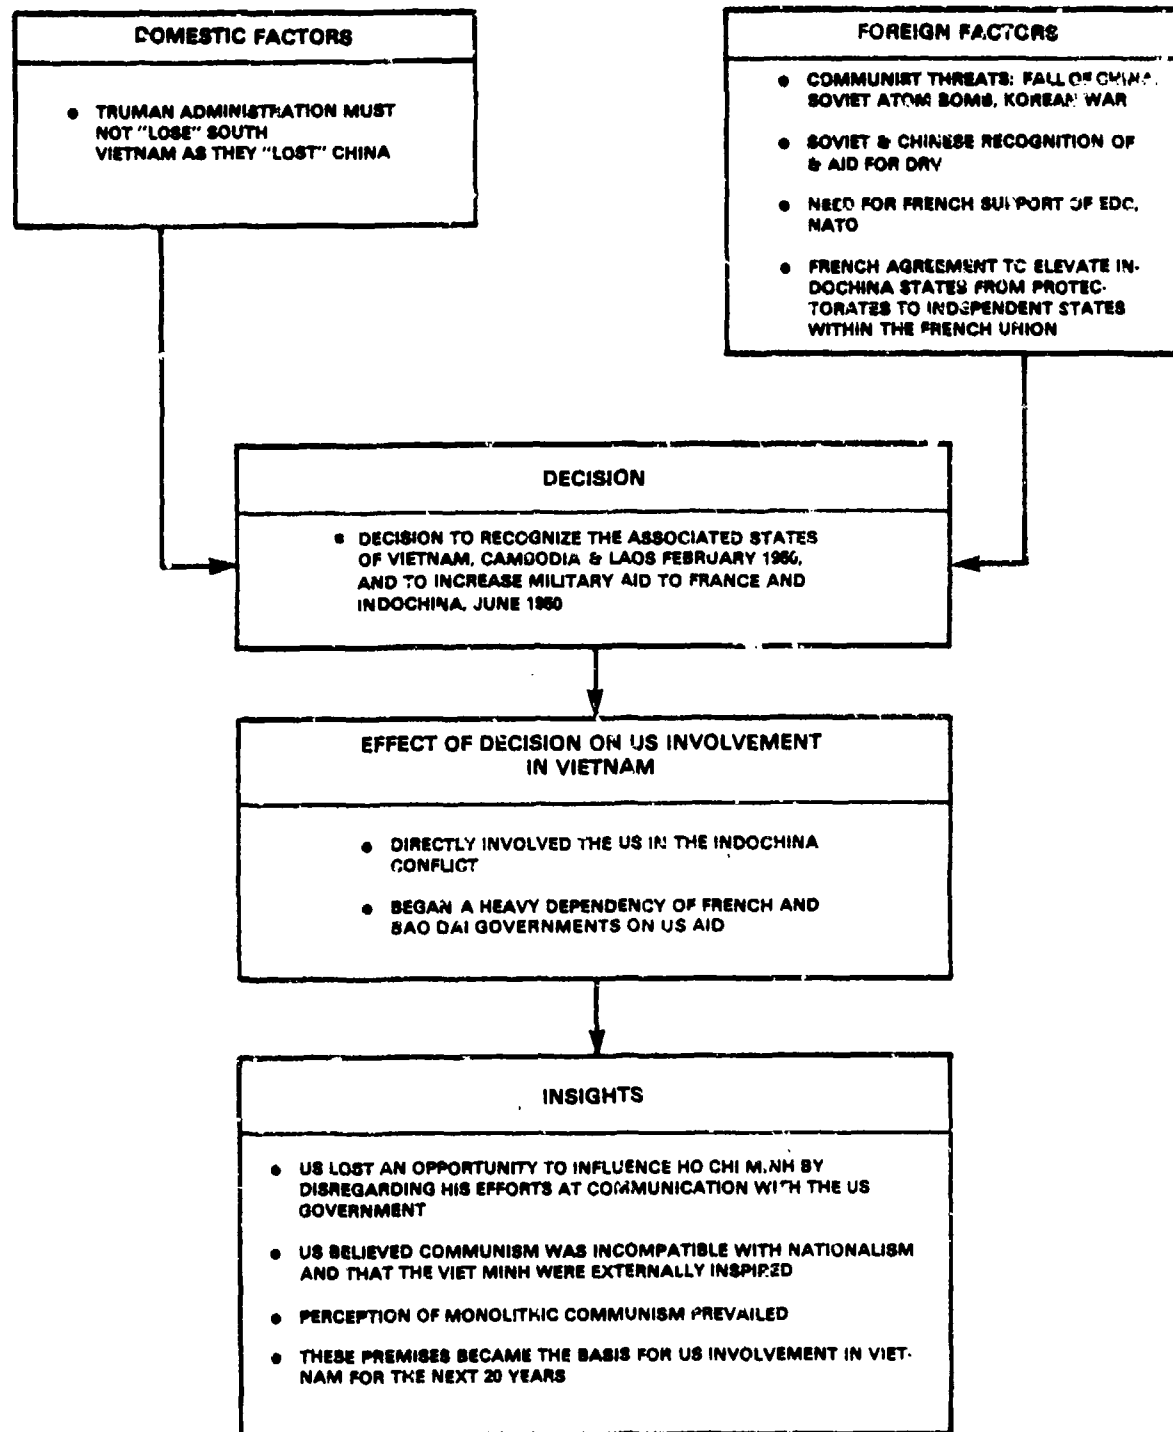 DOMESTIC FACTORS
• TRUMAN ADMINISTRATION MUST
NOT "LOSE" SOUTH
VIETNAM AS THEY "LOST" CHINA
FOREIGN FACTORS
• COMMUNIST THREATS: FALL OF CHINA,
SOVIET ATOM BOMB, KOREAN WAR
• SOVIET & CHINESE RECOGNITION OF
& AID FOR DRV
• NEED FOR FRENCH SUPPORT OF EDC,
NATO
• FRENCH AGREEMENT TO ELEVATE IN-
DOCHINA STATES FROM PROTEC-
TORATES TO INDEPENDENT STATES
WITHIN THE FRENCH UNION
DECISION
• DECISION TO RECOGNIZE THE ASSOCIATED STATES
OF VIETNAM, CAMBODIA & LAOS FEBRUARY 1950,
AND TO INCREASE MILITARY AID TO FRANCE AND
INDOCHINA, JUNE 1950
EFFECT OF DECISION ON US INVOLVEMENT
IN VIETNAM
• DIRECTLY INVOLVED THE US IN THE INDOCHINA
CONFLICT
• BEGAN A HEAVY DEPENDENCY OF FRENCH AND
BAO DAI GOVERNMENTS ON US AID
INSIGHTS
• US LOST AN OPPORTUNITY TO INFLUENCE HO CHI MINH BY
DISREGARDING HIS EFFORTS AT COMMUNICATION WITH THE US
GOVERNMENT
• US BELIEVED COMMUNISM WAS INCOMPATIBLE WITH NATIONALISM
AND THAT THE VIET MINH WERE EXTERNALLY INSPIRED
• PERCEPTION OF MONOLITHIC COMMUNISM PREVAILED
• THESE PREMISES BECAME THE BASIS FOR US INVOLVEMENT IN VIET-
NAM FOR THE NEXT 20 YEARS